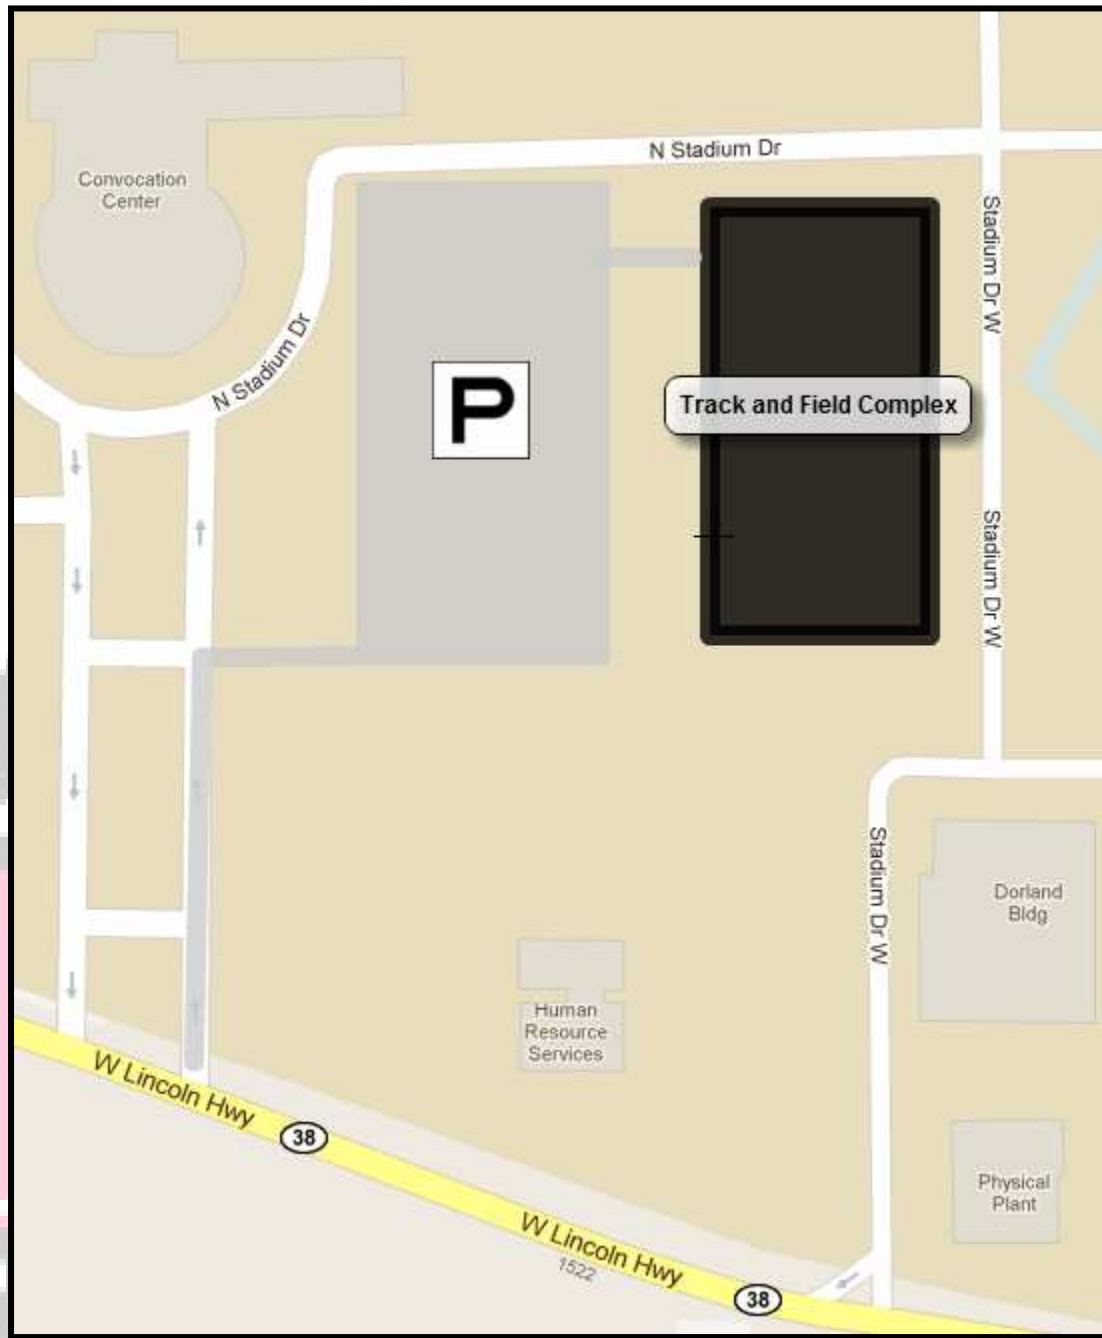 N Stadium Dr
Convocation
Center
Stadium Dr W
N Stadium Dr
P
Track and Field Complex
Stadium Dr W
Stadium Dr W
Dorland
Bldg
Human
Resource
Services
W Lincoln Hwy
38
Physical
Plant
W Lincoln Hwy
1522
38